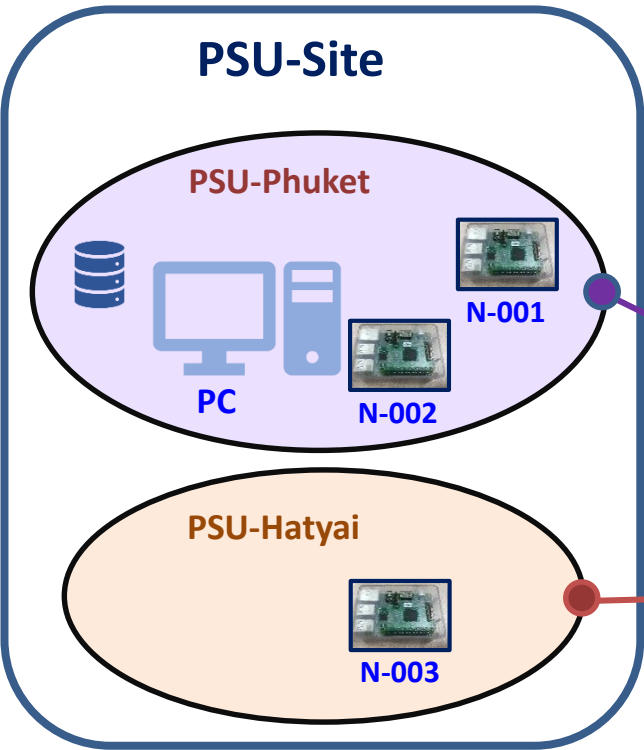 PSU-Site
PSU-Phuket
N-001
PC
N-002
PSU-Hatyai
N-003